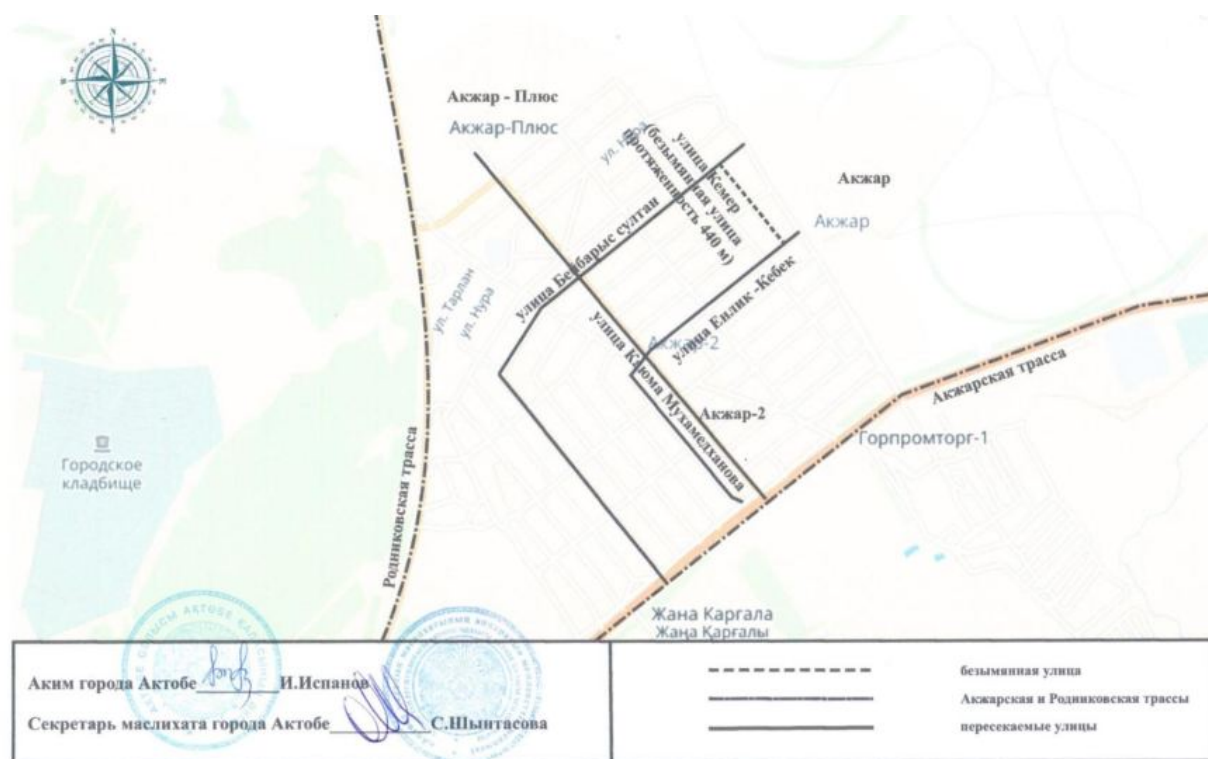 N
Акжар - Плюс
Акжар-Плюс
ул. Нура
улица Кемер
(безымянная улица
протяженность 440 м)
Акжар
Акжар
улица Бейбарыс султан
ул. Тарлан
ул. Нура
улица Енлик -Кебек
Акжар-2
улица Каюма Мухамедханова
Акжар-2
Акжарская трасса
Горпромторг-1
Городское
кладбище
Родниковская трасса
Жана Каргала
Жаңа Қарғалы
Аким города Актобе И.Испанов
Секретарь маслихата города Актобе С.Шынтасова
безымянная улица
Акжарская и Родниковская трассы
пересекаемые улицы